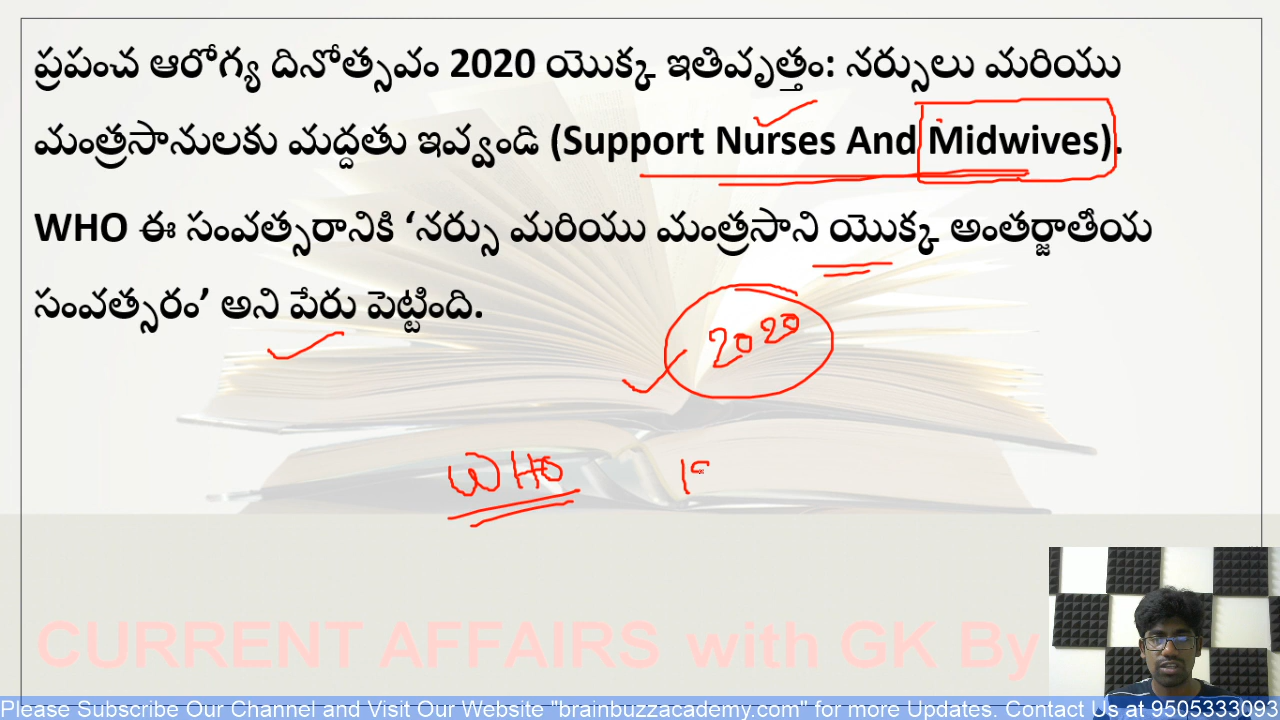 ప్రపంచ ఆరోగ్య దినోత్సవం 2020 యొక్క ఇతివృత్తం: నర్సులు మరియు
మంత్రసానులకు మద్దతు ఇవ్వండి (Support Nurses And Midwives).
WHO ఈ సంవత్సరానికి ‘నర్సు మరియు మంత్రసాని యొక్క అంతర్జాతీయ
సంవత్సరం’ అని పేరు పెట్టింది.
2020
WHO
CURRENT AFFAIRS with GK By
Please Subscribe Our Channel and Visit Our Website "brainbuzzacademy.com" for more Updates. Contact Us at 9505333093